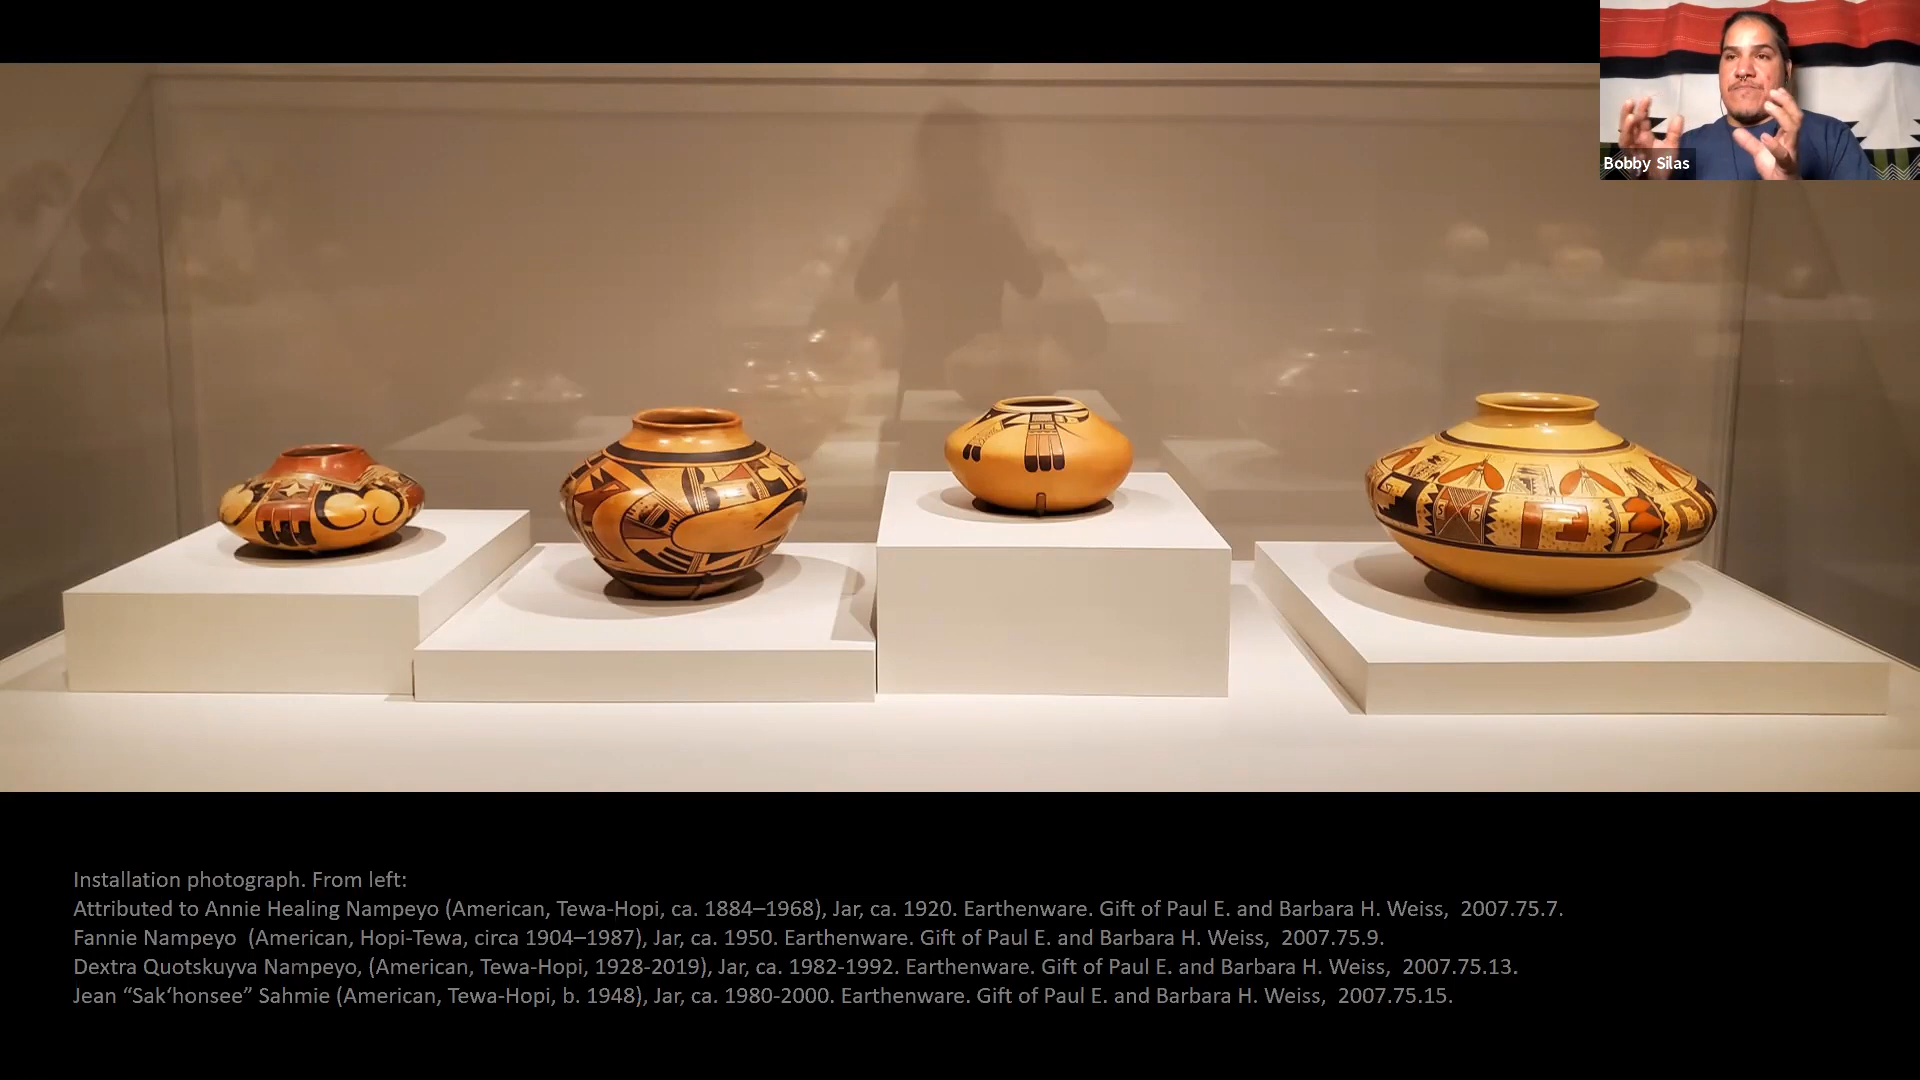 Bobby Silas
Installation photograph. From left:
Attributed to Annie Healing Nampeyo (American, Tewa-Hopi, ca. 1884–1968), Jar, ca. 1920. Earthenware. Gift of Paul E. and Barbara H. Weiss,  2007.75.7.
Fannie Nampeyo  (American, Hopi-Tewa, circa 1904–1987), Jar, ca. 1950. Earthenware. Gift of Paul E. and Barbara H. Weiss,  2007.75.9.
Dextra Quotskuyva Nampeyo, (American, Tewa-Hopi, 1928-2019), Jar, ca. 1982-1992. Earthenware. Gift of Paul E. and Barbara H. Weiss,  2007.75.13.
Jean “Sak‘honsee” Sahmie (American, Tewa-Hopi, b. 1948), Jar, ca. 1980-2000. Earthenware. Gift of Paul E. and Barbara H. Weiss,  2007.75.15.